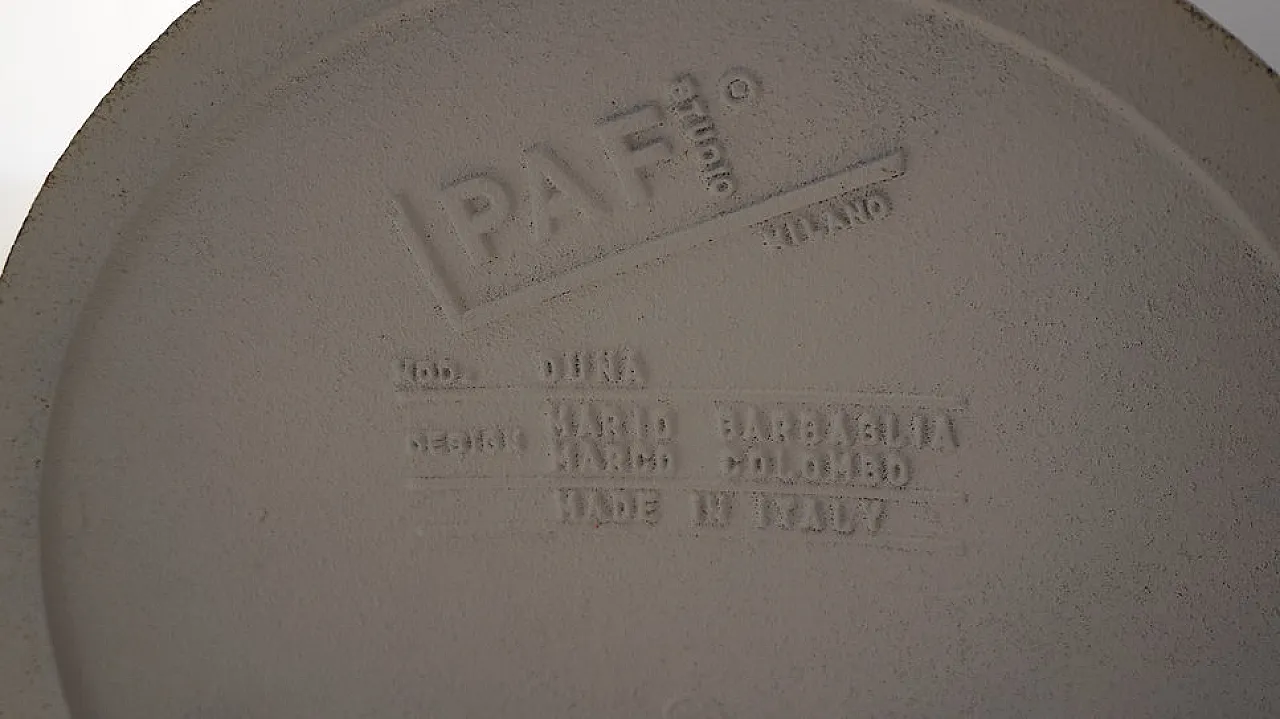 PAF STUDIO ®
MILANO
MOD. DUNA
DESIGN MARIO BARBAGLIA
MARCO COLOMBO
MADE IN ITALY